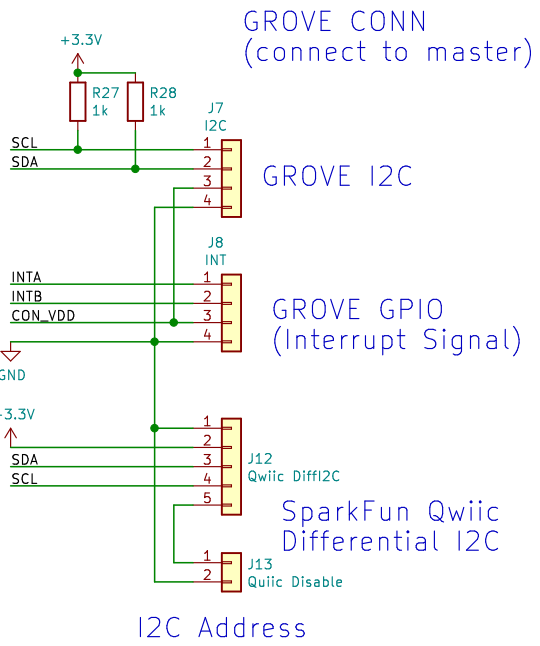 GROVE CONN
(connect to master)
+3.3V
R27
1k
R28
1k
J7
I2C
SCL
SDA
1
2
3
4
GROVE I2C
J8
INT
INTA
INTB
CON_VDD
1
2
3
4
GROVE GPIO
(Interrupt Signal)
GND
+3.3V
SDA
SCL
1
2
3
4
5
J12
Qwiic DiffI2C
SparkFun Qwiic
Differential I2C
1
2
J13
Quiic Disable
I2C Address